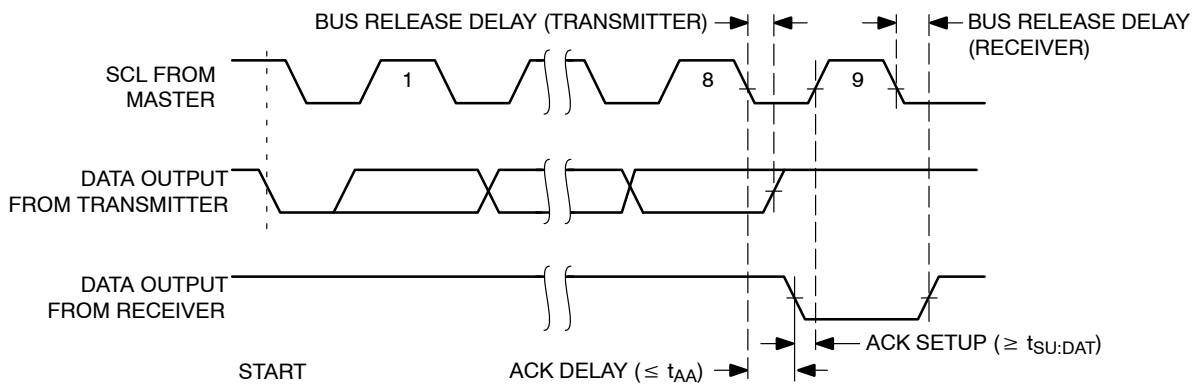 BUS RELEASE DELAY (TRANSMITTER)
BUS RELEASE DELAY
(RECEIVER)
SCL FROM
MASTER
1
8
9
DATA OUTPUT
FROM TRANSMITTER
DATA OUTPUT
FROM RECEIVER
START
ACK DELAY (≤ tAA)
ACK SETUP (≥ tSU:DAT)